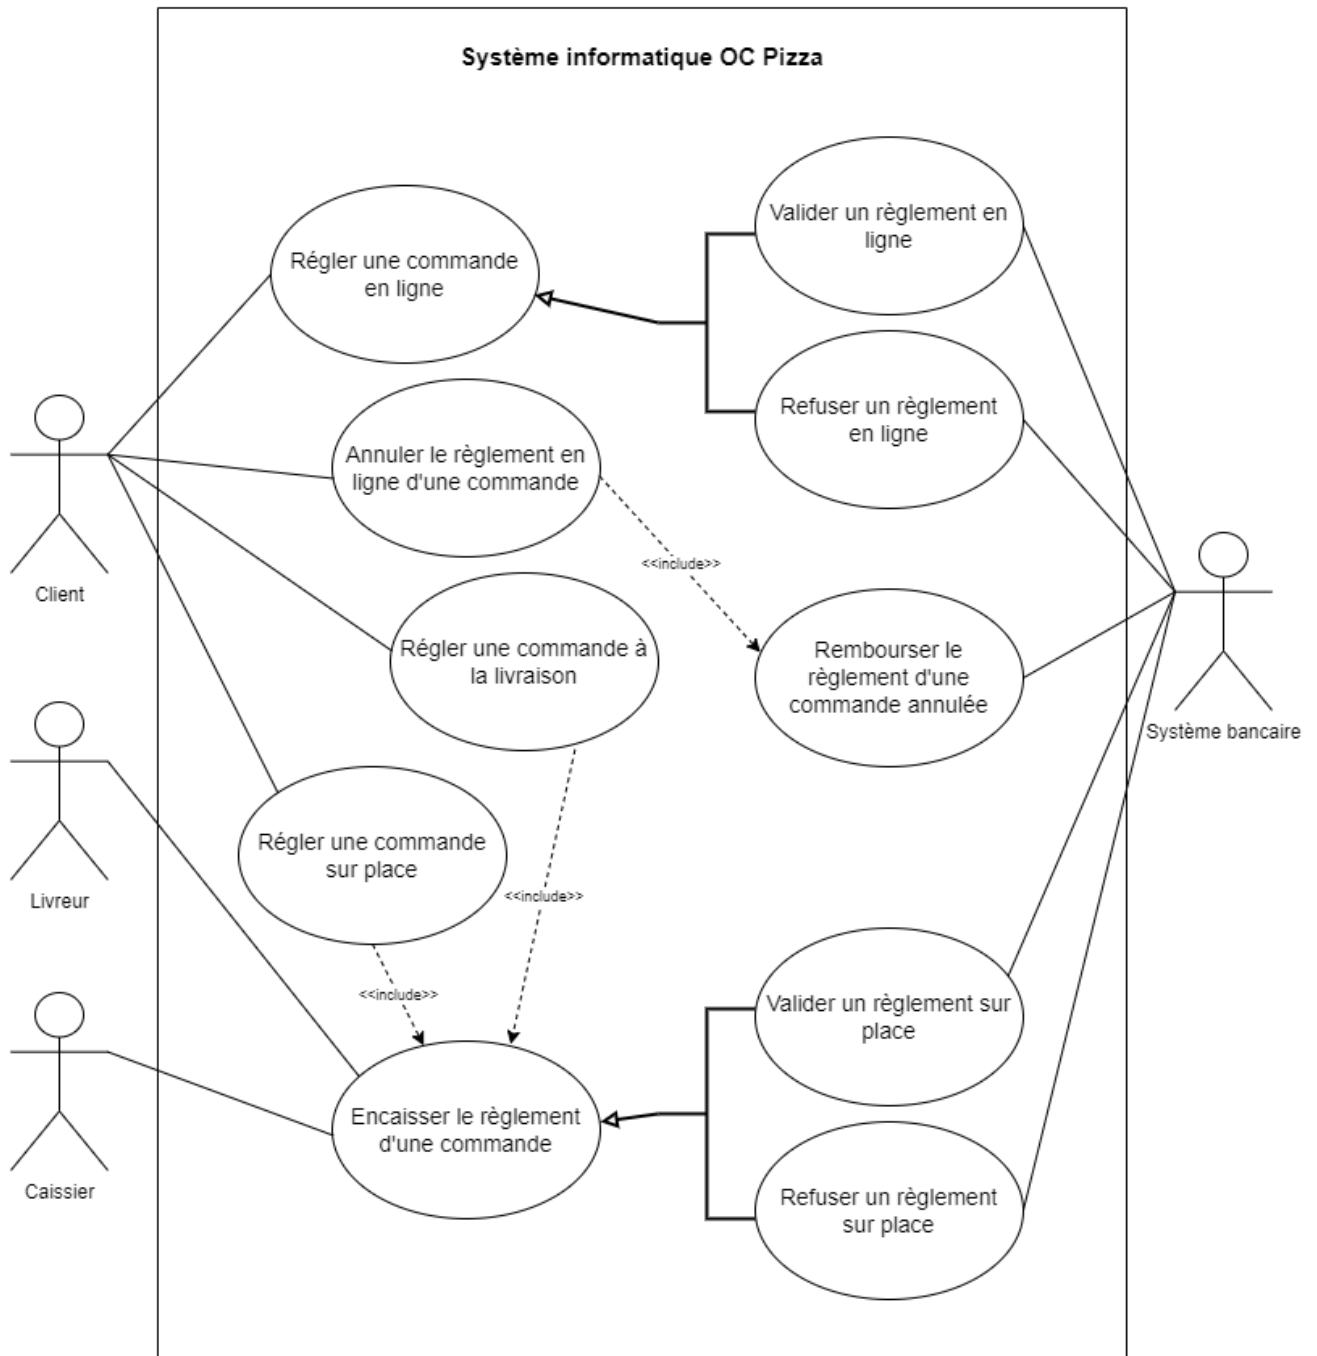 Système informatique OC Pizza
Valider un règlement en
ligne
Régler une commande
en ligne
Refuser un règlement
en ligne
Annuler le règlement en
ligne d'une commande
<<include>>
Client
Régler une commande à
la livraison
Rembourser le
règlement d'une
commande annulée
Système bancaire
Régler une commande
sur place
<<include>>
Livreur
<<include>>
Valider un règlement sur
place
Encaisser le règlement
d'une commande
Caissier
Refuser un règlement
sur place